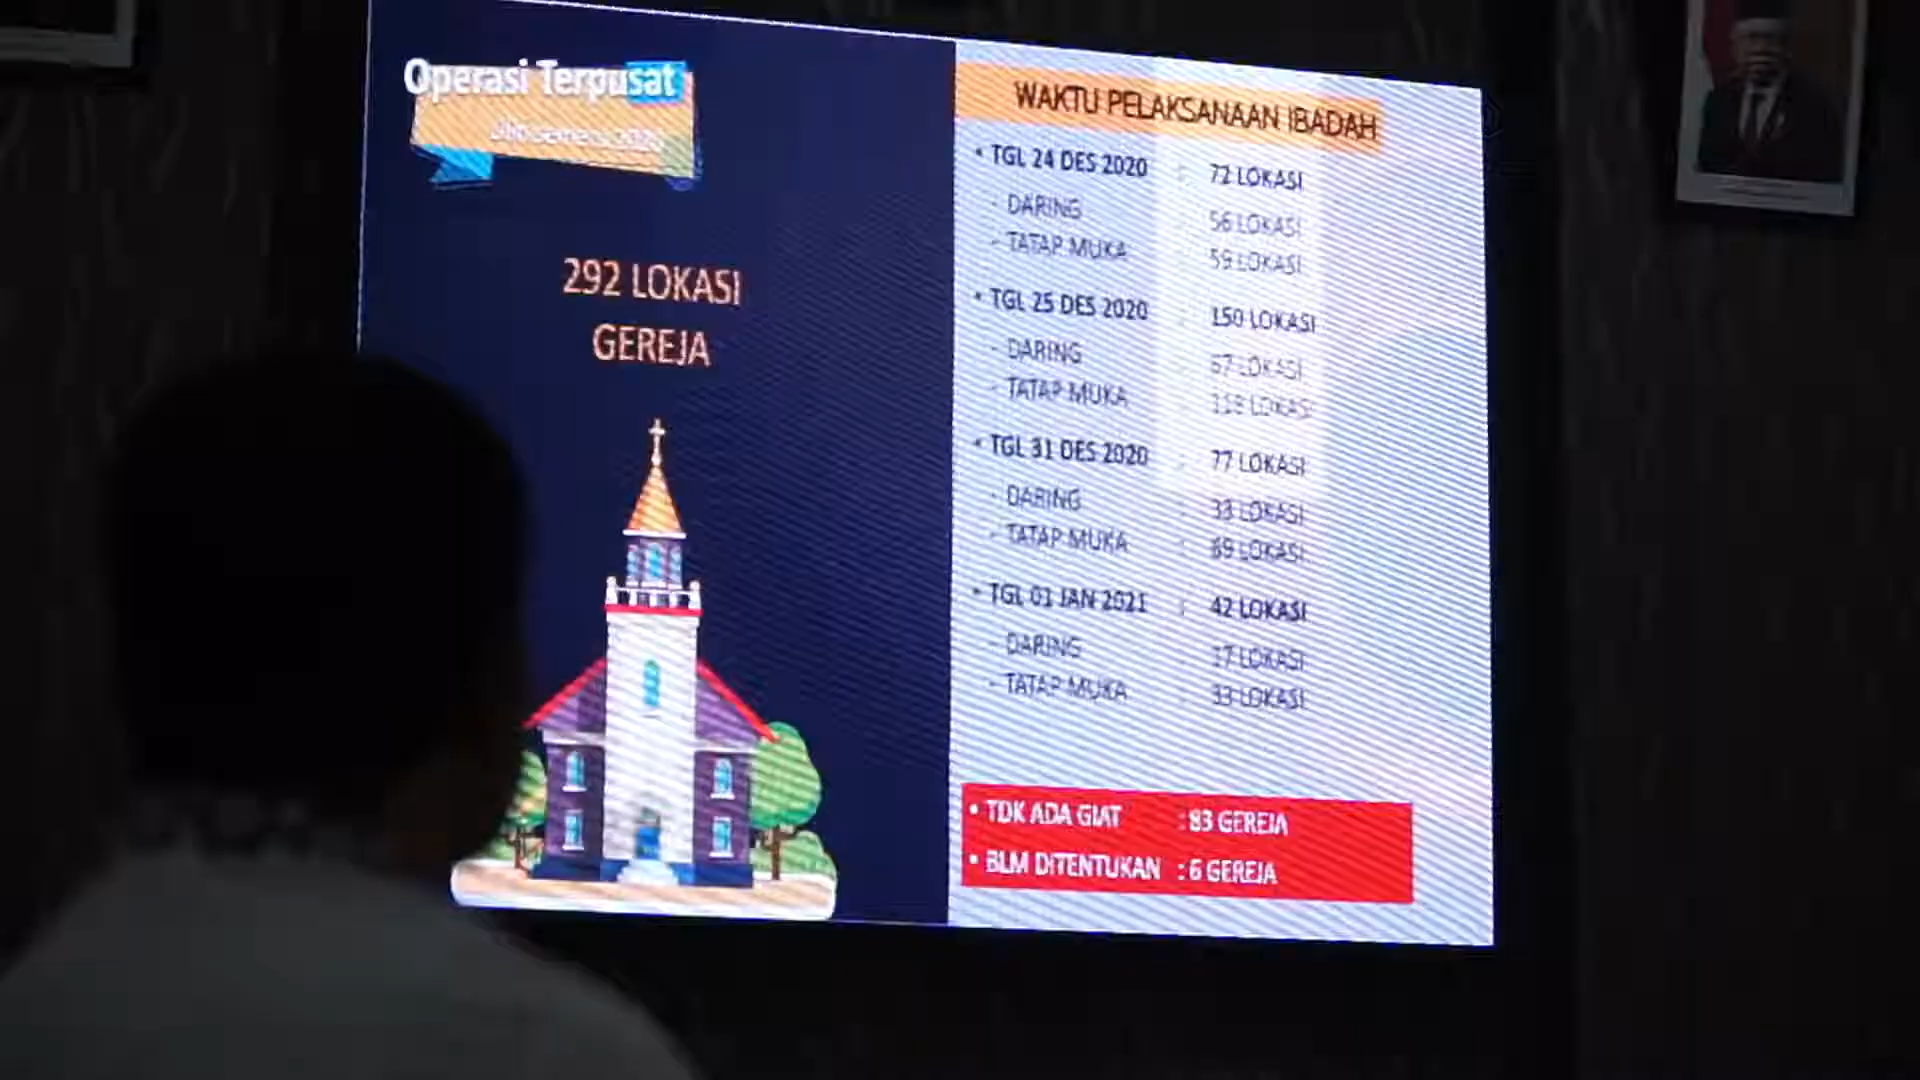 Operasi Terpusat
292 LOKASI
GEREJA
WAKTU PELAKSANAAN IBADAH
• TGL 24 DES 2020 : 72 LOKASI
- DARING : 56 LOKASI
- TATAP MUKA : 59 LOKASI
• TGL 25 DES 2020 : 150 LOKASI
- DARING : 67 LOKASI
- TATAP MUKA : 118 LOKASI
• TGL 31 DES 2020 : 77 LOKASI
- DARING : 33 LOKASI
- TATAP MUKA : 69 LOKASI
• TGL 01 JAN 2021 : 42 LOKASI
- DARING : 17 LOKASI
- TATAP MUKA : 33 LOKASI
• TDK ADA GIAT : 83 GEREJA
• BLM DITENTUKAN : 6 GEREJA